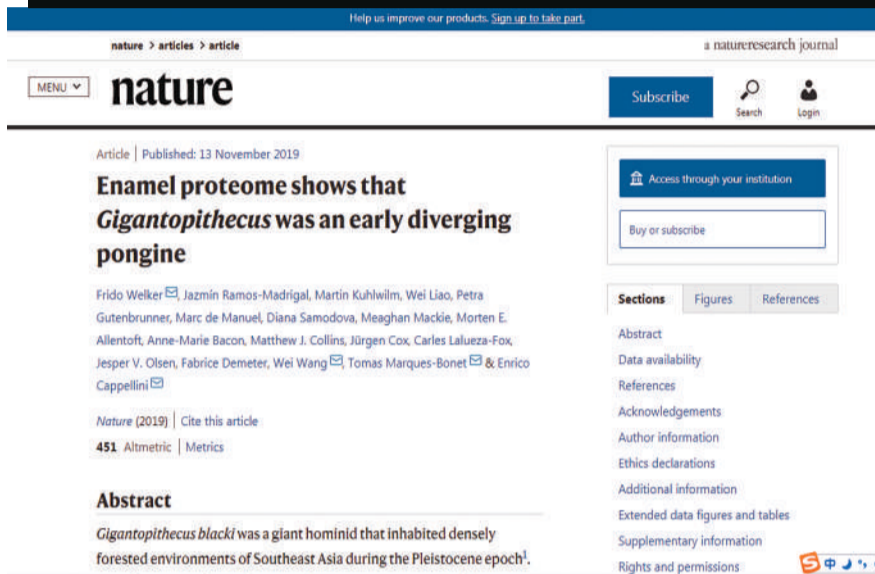 Help us improve our products. Sign up to take part.
nature > articles > article
a natureresearch journal
MENU
nature
Subscribe
Search
Login
Article | Published: 13 November 2019
Enamel proteome shows that
Gigantopithecus was an early diverging
pongine
Frido Welker, Jazmín Ramos-Madrigal, Martin Kuhlwilm, Wei Liao, Petra
Gutenbrunner, Marc de Manuel, Diana Samodova, Meaghan Mackie, Morten E.
Allentoft, Anne-Marie Bacon, Matthew J. Collins, Jürgen Cox, Carles Lalueza-Fox,
Jesper V. Olsen, Fabrice Demeter, Wei Wang, Tomas Marques-Bonet & Enrico
Cappellini
Nature (2019) | Cite this article
451 Altmetric | Metrics
Abstract
Gigantopithecus blacki was a giant hominid that inhabited densely
forested environments of Southeast Asia during the Pleistocene epoch1.
Access through your institution
Buy or subscribe
Sections
Figures
References
Abstract
Data availability
References
Acknowledgements
Author information
Ethics declarations
Additional information
Extended data figures and tables
Supplementary information
Rights and permissions
S中